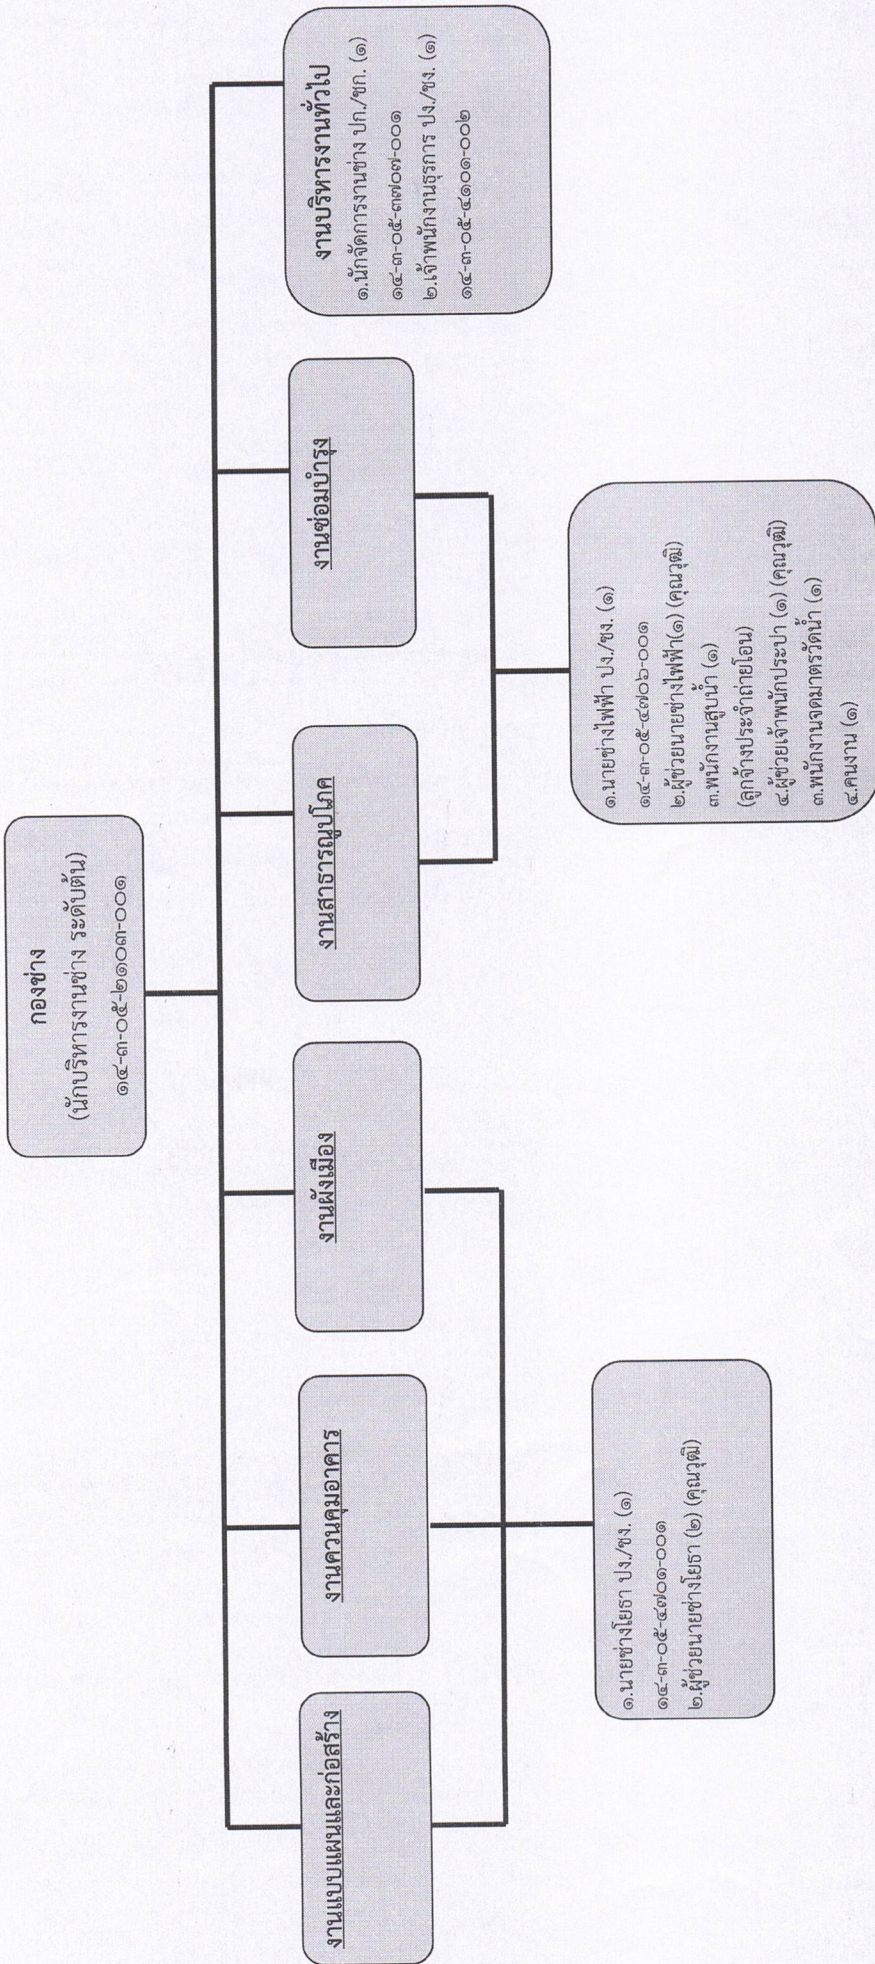 กองช่าง
(นักบริหารงานช่าง ระดับต้น)
๑๔-๓-๐๕-๒๑๐๓-๐๐๑
งานแบบแผนและก่อสร้าง
งานควบคุมอาคาร
งานผังเมือง
งานสาธารณูปโภค
งานซ่อมบำรุง
งานบริหารงานทั่วไป
๑.นักจัดการงานช่าง ปก./ชก. (๑)
๑๔-๓-๐๕-๓๗๐๗-๐๐๑
๒.เจ้าพนักงานธุรการ ปง./ชง. (๑)
๑๔-๓-๐๕-๔๑๐๑-๐๐๒
๑.นายช่างโยธา ปง./ชง. (๑)
๑๔-๓-๐๕-๔๗๐๑-๐๐๑
๒.ผู้ช่วยนายช่างโยธา (๒) (คุณวุฒิ)
๑.นายช่างไฟฟ้า ปง./ชง. (๑)
๑๔-๓-๐๕-๔๗๐๖-๐๐๑
๒.ผู้ช่วยนายช่างไฟฟ้า(๑) (คุณวุฒิ)
๓.พนักงานสูบน้ำ (๑)
(ลูกจ้างประจำถ่ายโอน)
๔.ผู้ช่วยเจ้าพนักประปา (๑) (คุณวุฒิ)
๓.พนักงานจดมาตรวัดน้ำ (๑)
๔.คนงาน (๑)